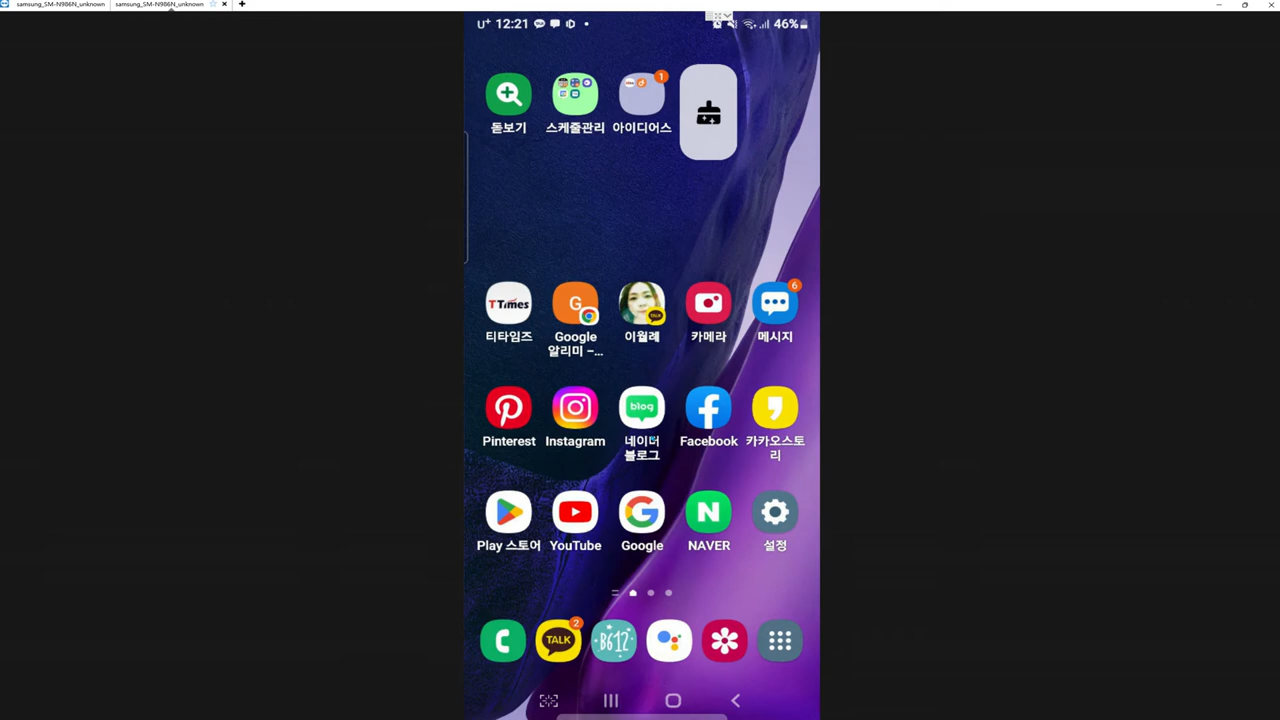 samsung_SM-N986N_unknown samsung_SM-N986N_unknown
U+ 12:21 46%
1
돋보기 스케줄관리 아이디어스
TTimes G TALK 6
티타임즈 Google 알리미 –... 이월례 카메라 메시지
blog
Pinterest Instagram 네이버 블로그 Facebook 카카오스토리
N
Play 스토어 YouTube Google NAVER 설정
TALK 2 B612